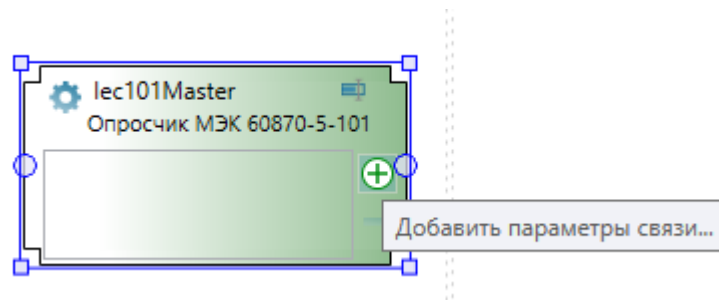 Iec101Master
Опросчик МЭК 60870-5-101
Добавить параметры связи...